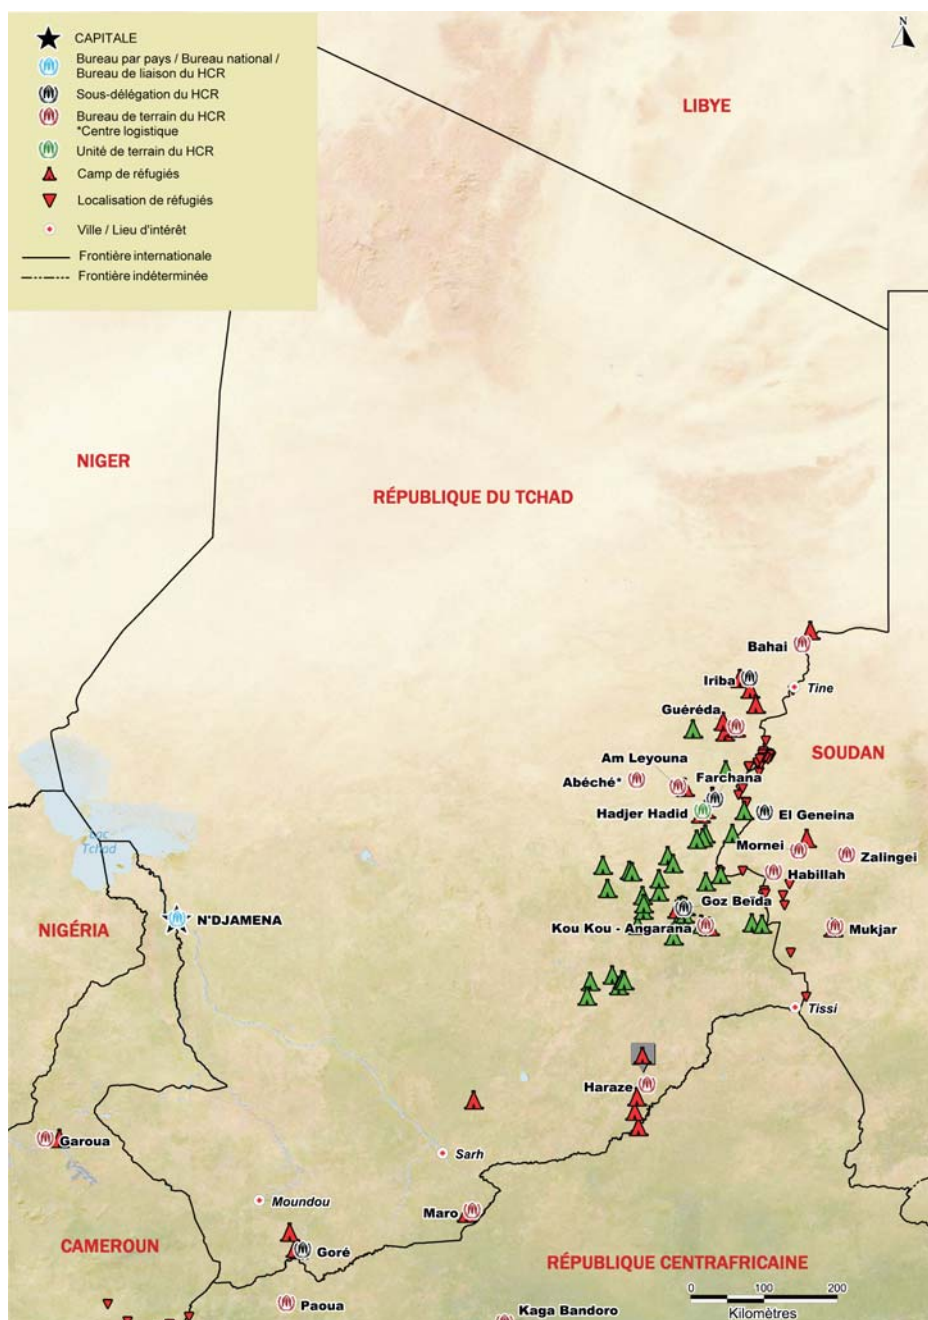 N
CAPITALE
Bureau par pays / Bureau national /
Bureau de liaison du HCR
Sous-délégation du HCR
Bureau de terrain du HCR
*Centre logistique
Unité de terrain du HCR
Camp de réfugiés
Localisation de réfugiés
Ville / Lieu d'intérêt
Frontière internationale
Frontière indéterminée
LIBYE
NIGER
RÉPUBLIQUE DU TCHAD
Bahai
Iriba
Tine
Guéréda
SOUDAN
Am Leyouna
Farchana
Abéché*
Hadjer Hadid
El Geneina
Mornei
Zalingei
Habillah
Lac
Tchad
Goz Beïda
N'DJAMENA
NIGÉRIA
Kou Kou - Angarana
Mukjar
Tissi
Haraze
Garoua
Sarh
Moundou
Maro
CAMEROUN
Goré
RÉPUBLIQUE CENTRAFRICAINE
Paoua
Kaga Bandoro
0 100 200
Kilomètres